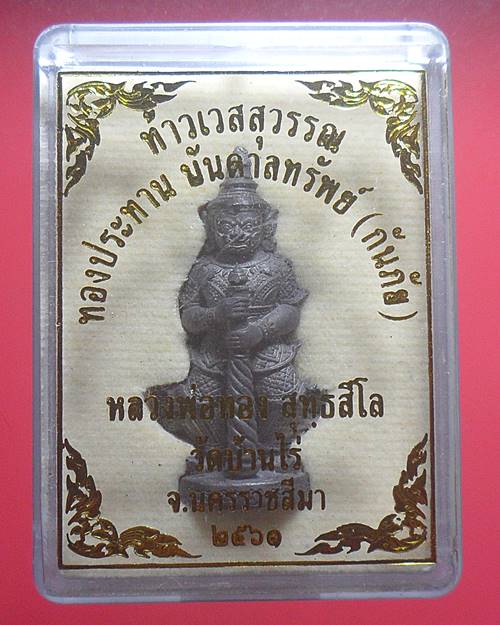 ท้าวเวสสุวรรณ
ทองประทาน บันดาลทรัพย์ (กันภัย)
หลวงพ่อทอง สุทฺธสีโล
วัดบ้านไร่
จ.นครราชสีมา
๒๕๖๑